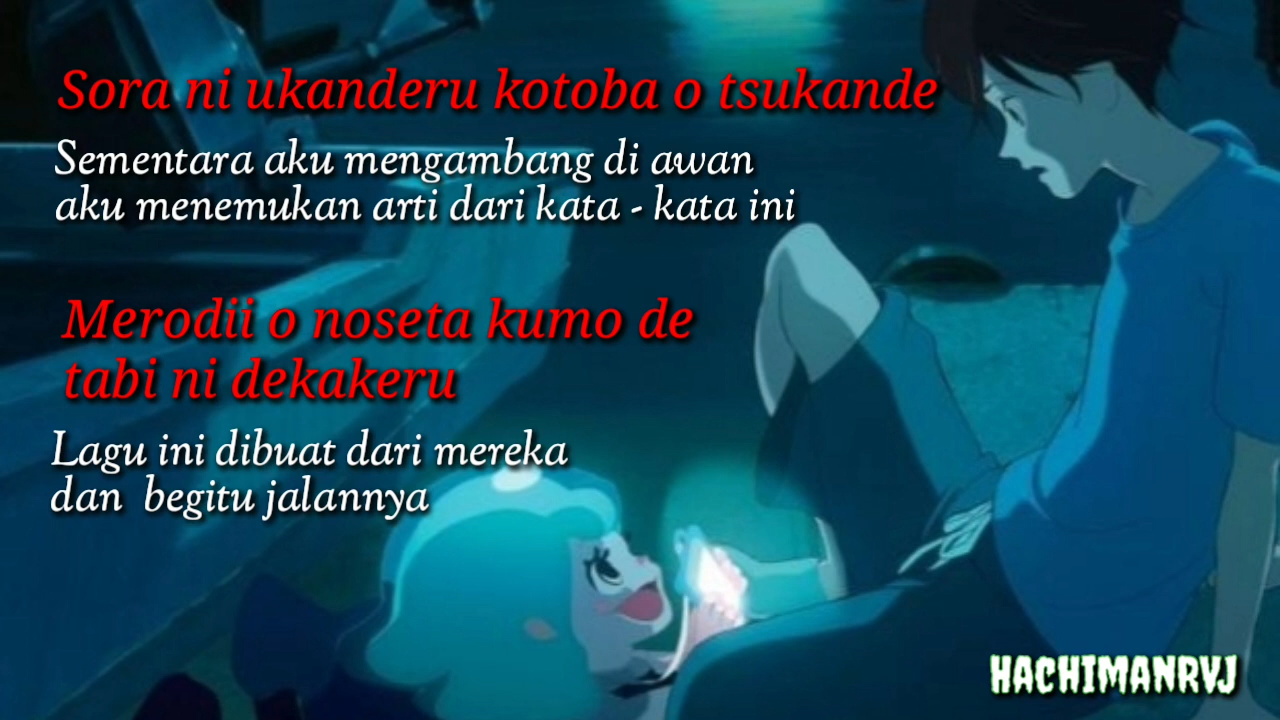 Sora ni ukanderu kotoba o tsukande
Sementara aku mengambang di awan
aku menemukan arti dari kata - kata ini
Merodii o noseta kumo de
tabi ni dekakeru
Lagu ini dibuat dari mereka
dan begitu jalannya
HACHIMANRVJ